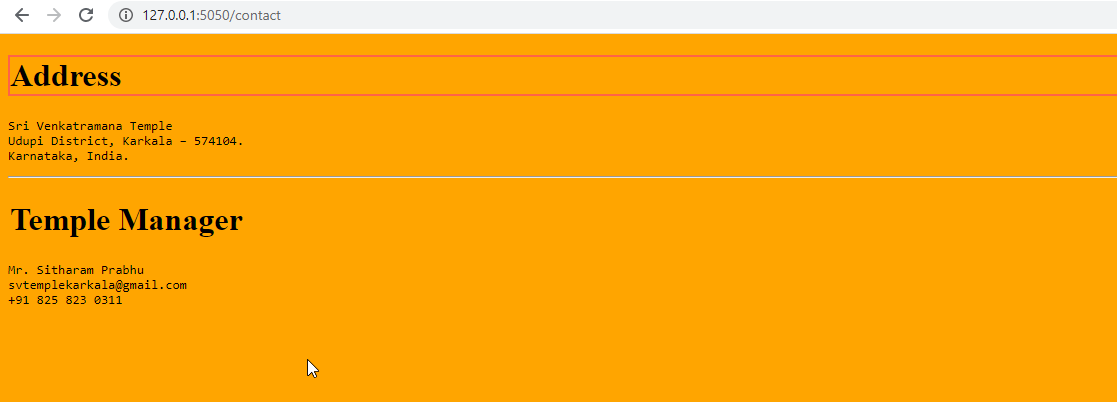 127.0.0.1:5050/contact
Address
Sri Venkatramana Temple
Udupi District, Karkala – 574104.
Karnataka, India.
Temple Manager
Mr. Sitharam Prabhu
svtemplekarkala@gmail.com
+91 825 823 0311